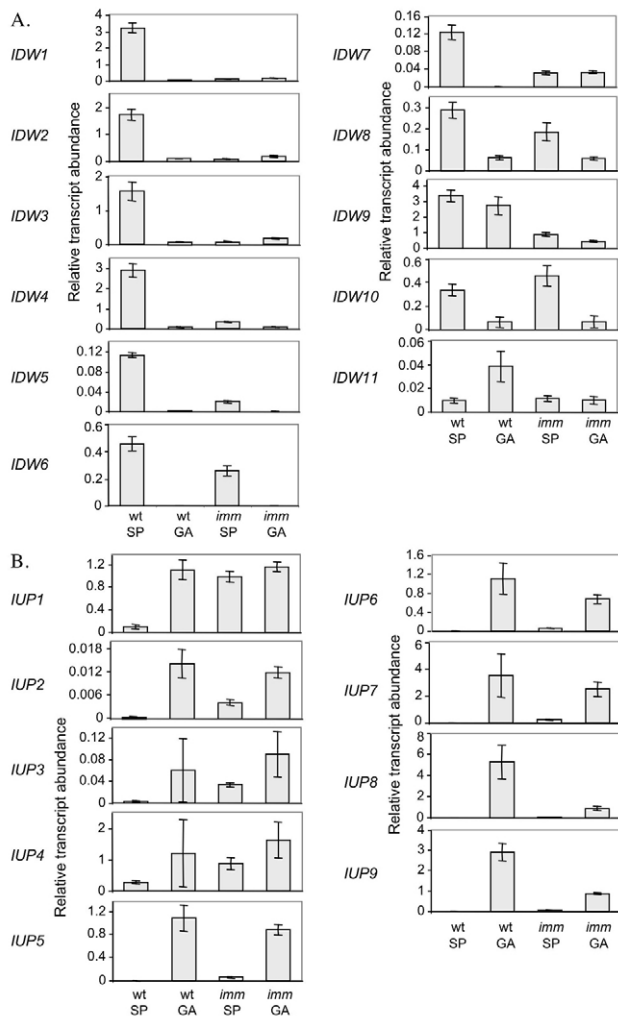 A.
IDW1
4
3
2
1
0
IDW2
2
1
0
IDW3
2
1
0
IDW4
3
2
1
0
IDW5
0.12
0.08
0.04
0
IDW6
0.6
0.4
0.2
0
Relative transcript abundance
wt SP
wt GA
imm SP
imm GA
IDW7
0.16
0.12
0.08
0.04
0
IDW8
0.3
0.2
0.1
0
IDW9
4
3
2
1
0
IDW10
0.6
0.4
0.2
0
IDW11
0.06
0.04
0.02
0
Relative transcript abundance
wt SP
wt GA
imm SP
imm GA
B.
IUP1
1.2
0.8
0.4
0
IUP2
0.018
0.012
0.006
0
IUP3
0.12
0.08
0.04
0
IUP4
2
1
0
IUP5
1.2
0.8
0.4
0
Relative transcript abundance
wt SP
wt GA
imm SP
imm GA
IUP6
1.6
1.2
0.8
0.4
0
IUP7
6
4
2
0
IUP8
8
6
4
2
0
IUP9
4
3
2
1
0
Relative transcript abundance
wt SP
wt GA
imm SP
imm GA